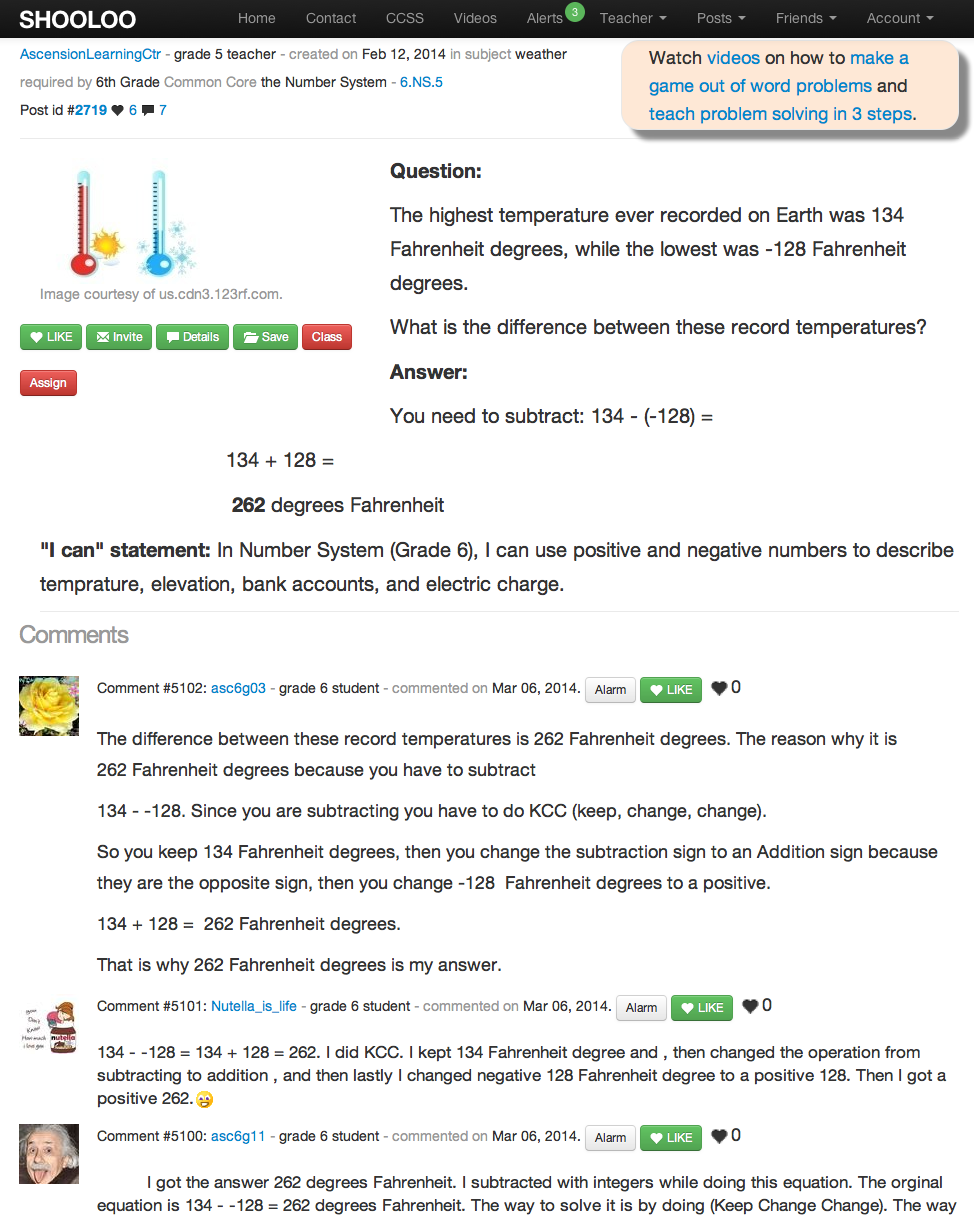 SHOOLOO Home Contact CCSS Videos Alerts 3 Teacher Posts Friends Account
AscensionLearningCtr - grade 5 teacher - created on Feb 12, 2014 in subject weather
required by 6th Grade Common Core the Number System - 6.NS.5
Post id #2719 6 7
Watch videos on how to make a
game out of word problems and
teach problem solving in 3 steps.
Image courtesy of us.cdn3.123rf.com.
LIKE Invite Details Save Class
Assign
Question:
The highest temperature ever recorded on Earth was 134
Fahrenheit degrees, while the lowest was -128 Fahrenheit
degrees.
What is the difference between these record temperatures?
Answer:
You need to subtract: 134 - (-128) =
134 + 128 =
262 degrees Fahrenheit
"I can" statement: In Number System (Grade 6), I can use positive and negative numbers to describe
temprature, elevation, bank accounts, and electric charge.
Comments
Comment #5102: asc6g03 - grade 6 student - commented on Mar 06, 2014. Alarm LIKE 0
The difference between these record temperatures is 262 Fahrenheit degrees. The reason why it is
262 Fahrenheit degrees because you have to subtract
134 - -128. Since you are subtracting you have to do KCC (keep, change, change).
So you keep 134 Fahrenheit degrees, then you change the subtraction sign to an Addition sign because
they are the opposite sign, then you change -128 Fahrenheit degrees to a positive.
134 + 128 = 262 Fahrenheit degrees.
That is why 262 Fahrenheit degrees is my answer.
You
Don't
Know
How much
i love you
nutella
Comment #5101: Nutella_is_life - grade 6 student - commented on Mar 06, 2014. Alarm LIKE 0
134 - -128 = 134 + 128 = 262. I did KCC. I kept 134 Fahrenheit degree and , then changed the operation from
subtracting to addition , and then lastly I changed negative 128 Fahrenheit degree to a positive 128. Then I got a
positive 262.
Comment #5100: asc6g11 - grade 6 student - commented on Mar 06, 2014. Alarm LIKE 0
I got the answer 262 degrees Fahrenheit. I subtracted with integers while doing this equation. The orginal
equation is 134 - -128 = 262 degrees Fahrenheit. The way to solve it is by doing (Keep Change Change). The way